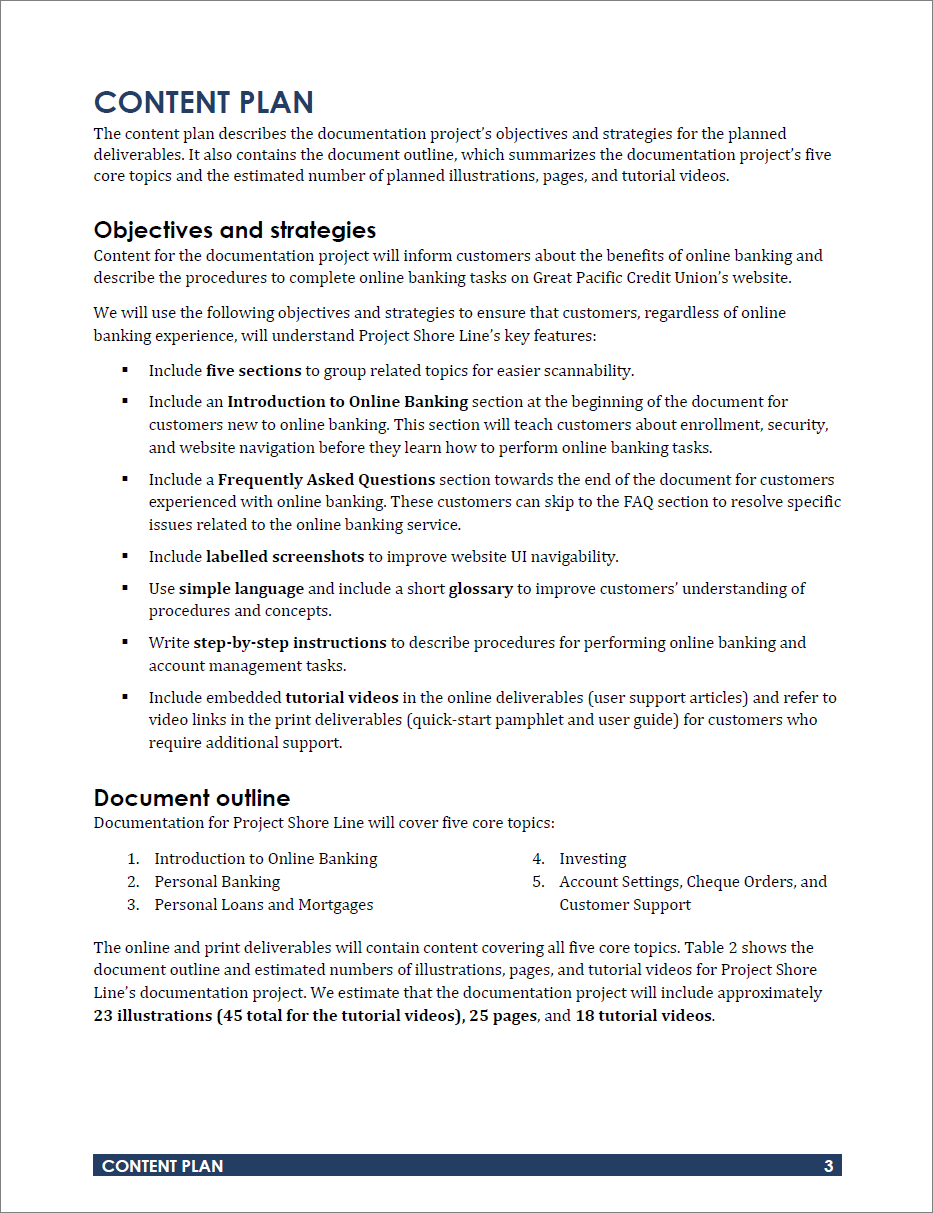 CONTENT PLAN
The content plan describes the documentation project’s objectives and strategies for the planned
deliverables. It also contains the document outline, which summarizes the documentation project’s five
core topics and the estimated number of planned illustrations, pages, and tutorial videos.
Objectives and strategies
Content for the documentation project will inform customers about the benefits of online banking and
describe the procedures to complete online banking tasks on Great Pacific Credit Union’s website.
We will use the following objectives and strategies to ensure that customers, regardless of online
banking experience, will understand Project Shore Line’s key features:
▪ Include five sections to group related topics for easier scannability.
▪ Include an Introduction to Online Banking section at the beginning of the document for
customers new to online banking. This section will teach customers about enrollment, security,
and website navigation before they learn how to perform online banking tasks.
▪ Include a Frequently Asked Questions section towards the end of the document for customers
experienced with online banking. These customers can skip to the FAQ section to resolve specific
issues related to the online banking service.
▪ Include labelled screenshots to improve website UI navigability.
▪ Use simple language and include a short glossary to improve customers’ understanding of
procedures and concepts.
▪ Write step-by-step instructions to describe procedures for performing online banking and
account management tasks.
▪ Include embedded tutorial videos in the online deliverables (user support articles) and refer to
video links in the print deliverables (quick-start pamphlet and user guide) for customers who
require additional support.
Document outline
Documentation for Project Shore Line will cover five core topics:
1. Introduction to Online Banking
2. Personal Banking
3. Personal Loans and Mortgages
4. Investing
5. Account Settings, Cheque Orders, and
Customer Support
The online and print deliverables will contain content covering all five core topics. Table 2 shows the
document outline and estimated numbers of illustrations, pages, and tutorial videos for Project Shore
Line’s documentation project. We estimate that the documentation project will include approximately
23 illustrations (45 total for the tutorial videos), 25 pages, and 18 tutorial videos.
CONTENT PLAN 3